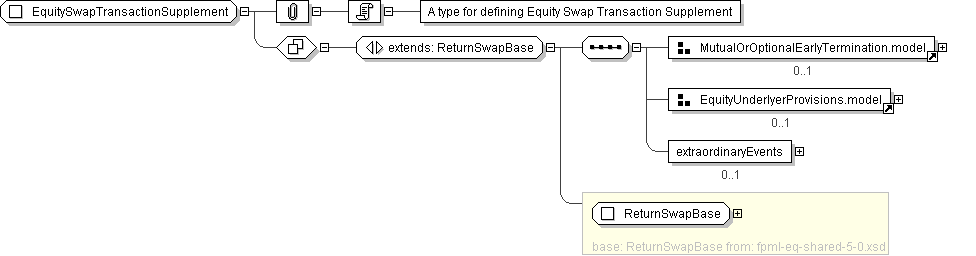 EquitySwapTransactionSupplement
A type for defining Equity Swap Transaction Supplement
extends: ReturnSwapBase
MutualOrOptionalEarlyTermination.model
0..1
EquityUnderlyerProvisions.model
0..1
extraordinaryEvents
0..1
ReturnSwapBase
base: ReturnSwapBase from: fpml-eq-shared-5-0.xsd